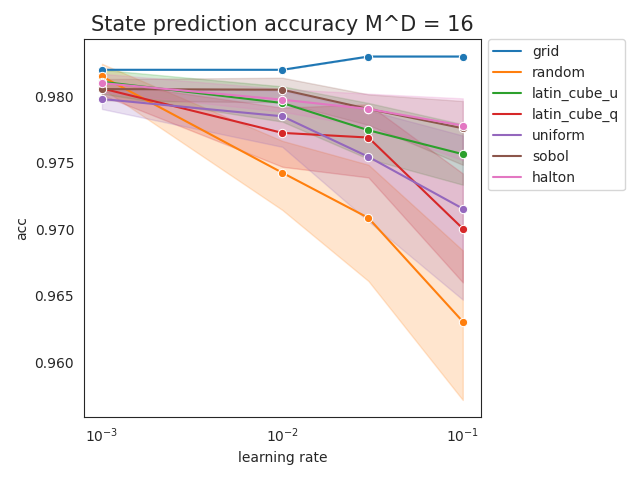 State prediction accuracy M^D = 16
grid
random
latin_cube_u
latin_cube_q
uniform
sobol
halton
acc
0.980
0.975
0.970
0.965
0.960
10⁻³ 10⁻² 10⁻¹
learning rate